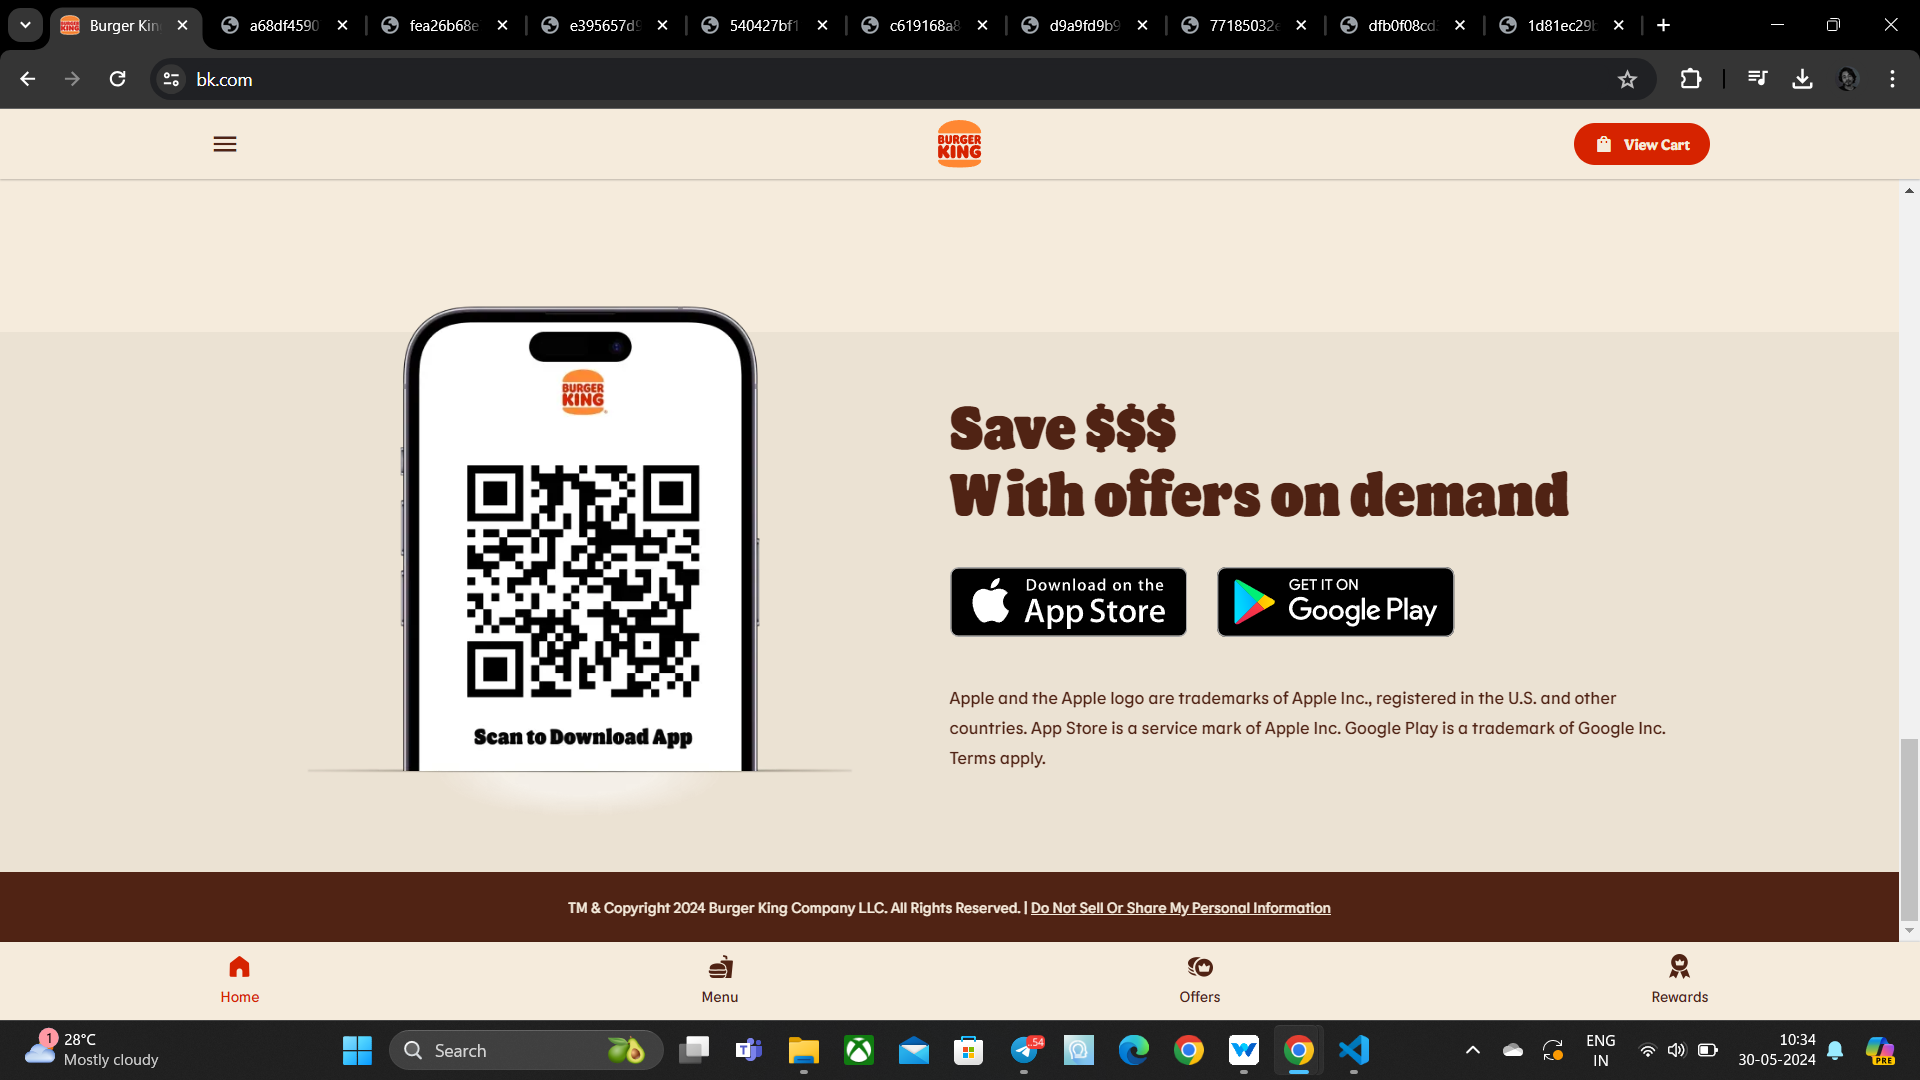 Burger Kin
a68df4590
fea26b68e
e395657d9
540427bf1
c619168a8
d9a9fd9b9
77185032e
dfb0f08cd
1d81ec29b
bk.com
BURGER
KING
View Cart
BURGER
KING
Scan to Download App
Save $$$
With offers on demand
Download on the
App Store
GET IT ON
Google Play
Apple and the Apple logo are trademarks of Apple Inc., registered in the U.S. and other
countries. App Store is a service mark of Apple Inc. Google Play is a trademark of Google Inc.
Terms apply.
TM & Copyright 2024 Burger King Company LLC. All Rights Reserved. | Do Not Sell Or Share My Personal Information
Home
Menu
Offers
Rewards
1
28°C
Mostly cloudy
Search
..54
ENG
IN
10:34
30-05-2024
PRE